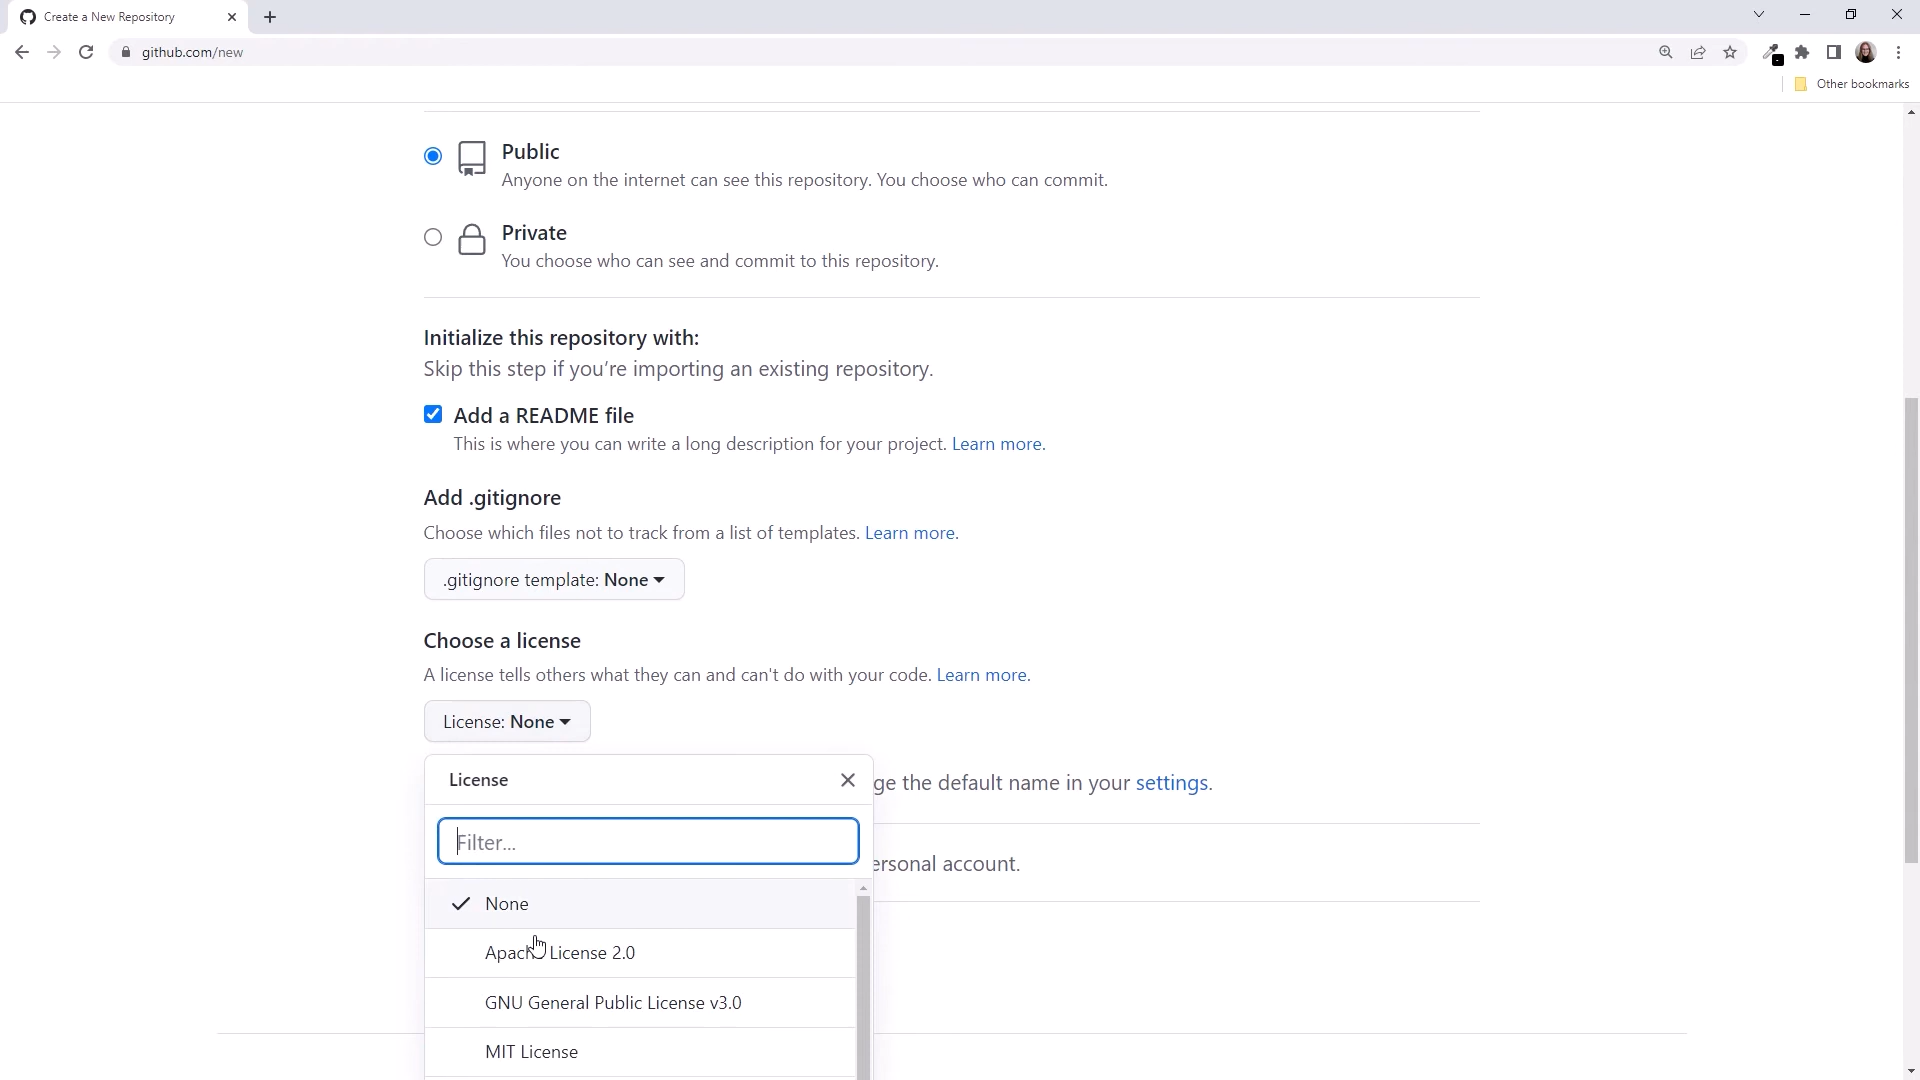 Create a New Repository
github.com/new
Other bookmarks
Public
Anyone on the internet can see this repository. You choose who can commit.
Private
You choose who can see and commit to this repository.
Initialize this repository with:
Skip this step if you’re importing an existing repository.
Add a README file
This is where you can write a long description for your project. Learn more.
Add .gitignore
Choose which files not to track from a list of templates. Learn more.
.gitignore template: None
Choose a license
A license tells others what they can and can't do with your code. Learn more.
License: None
License
ge the default name in your settings.
Filter...
ersonal account.
None
Apache License 2.0
GNU General Public License v3.0
MIT License